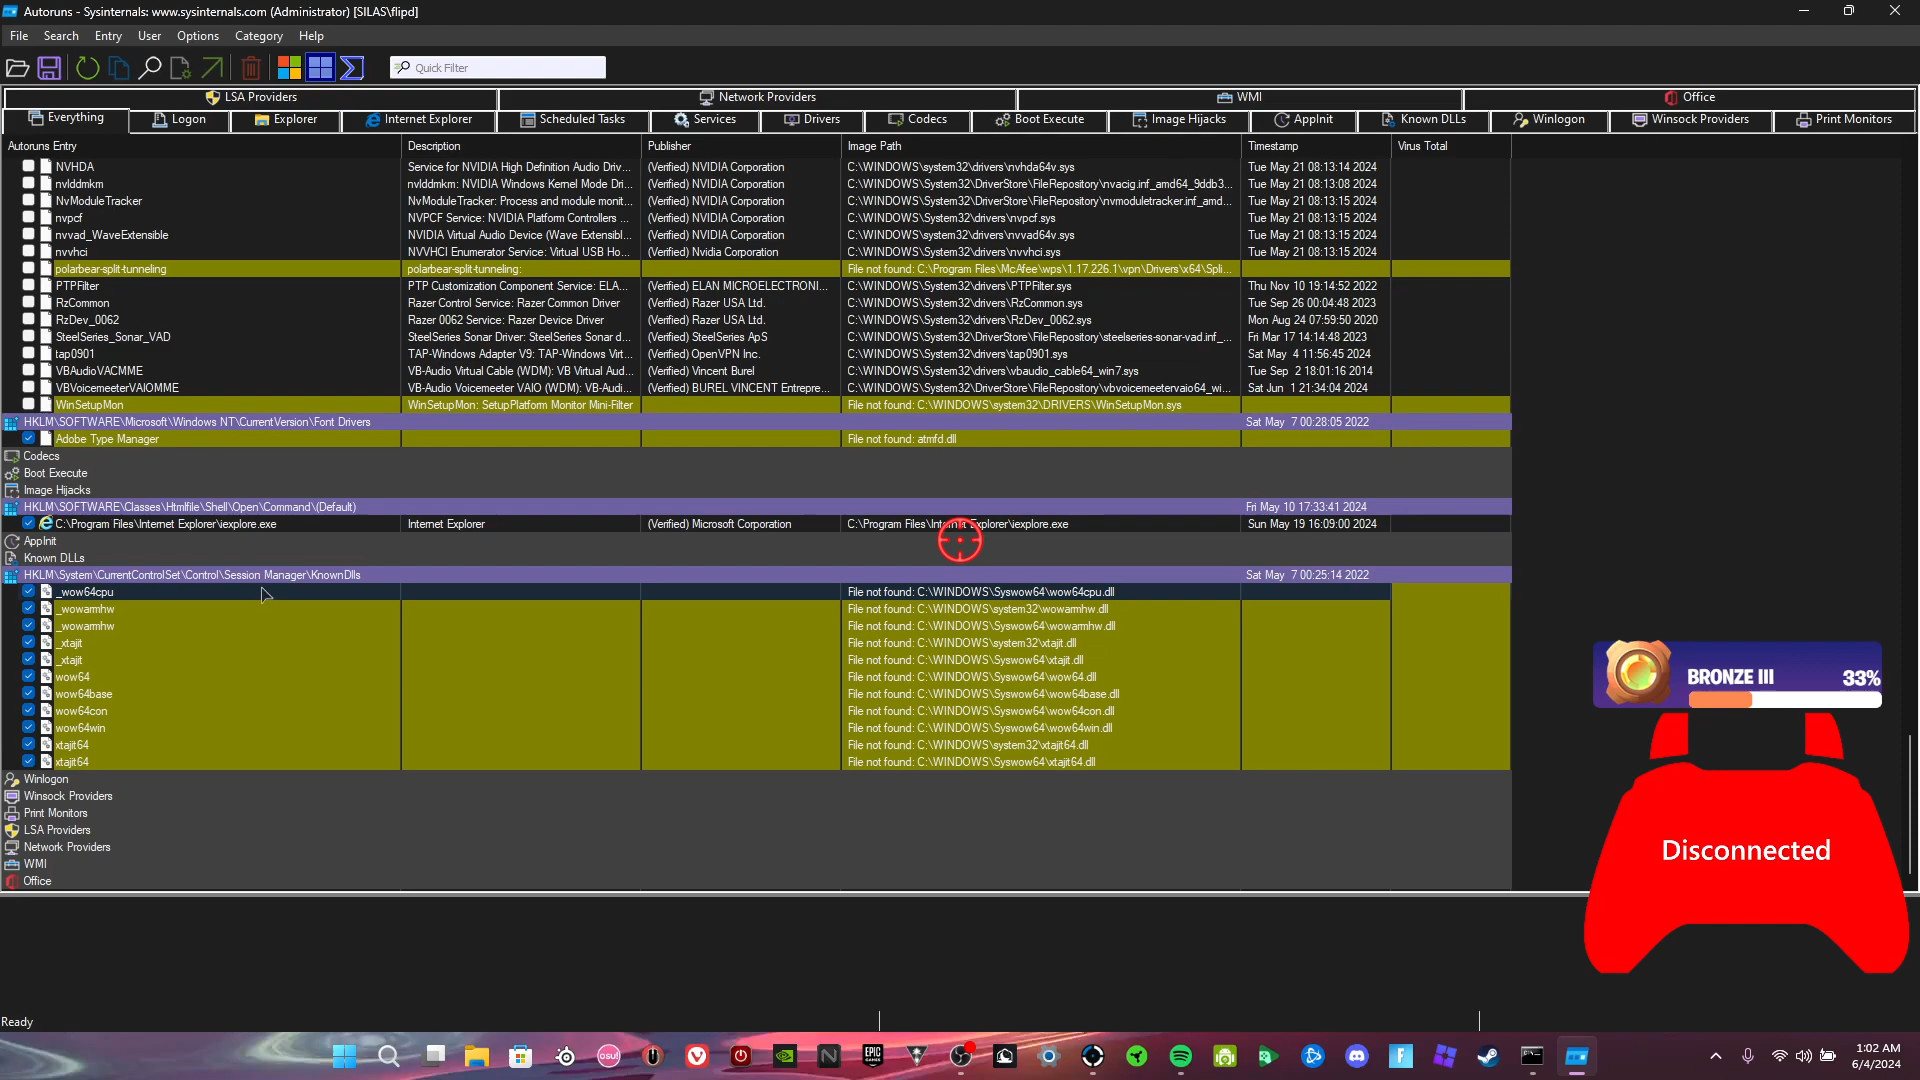 Autoruns - Sysinternals: www.sysinternals.com (Administrator) [SILAS\flipd]
File Search Entry User Options Category Help
Quick Filter
LSA Providers Network Providers WMI Office
Everything Logon Explorer Internet Explorer Scheduled Tasks Services Drivers Codecs Boot Execute Image Hijacks AppInit Known DLLs Winlogon Winsock Providers Print Monitors
Autoruns Entry Description Publisher Image Path Timestamp Virus Total
NVHDA Service for NVIDIA High Definition Audio Driv... (Verified) NVIDIA Corporation C:\WINDOWS\system32\drivers\nvhda64v.sys Tue May 21 08:13:14 2024
nvlddmkm nvlddmkm: NVIDIA Windows Kernel Mode Dri... (Verified) NVIDIA Corporation C:\WINDOWS\System32\DriverStore\FileRepository\nvacig.inf_amd64_9ddb3... Tue May 21 08:13:08 2024
NvModuleTracker NvModuleTracker: Process and module monit... (Verified) NVIDIA Corporation C:\WINDOWS\System32\DriverStore\FileRepository\nvmoduletracker.inf_amd... Tue May 21 08:13:15 2024
nvpcf NVPCF Service: NVIDIA Platform Controllers ... (Verified) NVIDIA Corporation C:\WINDOWS\System32\drivers\nvpcf.sys Tue May 21 08:13:15 2024
nvvad_WaveExtensible NVIDIA Virtual Audio Device (Wave Extensibl... (Verified) NVIDIA Corporation C:\WINDOWS\system32\drivers\nvvad64v.sys Tue May 21 08:13:15 2024
nvvhci NVVHCI Enumerator Service: Virtual USB Ho... (Verified) Nvidia Corporation C:\WINDOWS\System32\drivers\nvvhci.sys Tue May 21 08:13:15 2024
polarbear-split-tunneling polarbear-split-tunneling: File not found: C:\Program Files\McAfee\wps\1.17.226.1\vpn\Drivers\x64\Spli...
PTPFilter PTP Customization Component Service: ELA... (Verified) ELAN MICROELECTRONI... C:\WINDOWS\System32\drivers\PTPFilter.sys Thu Nov 10 19:14:52 2022
RzCommon Razer Control Service: Razer Common Driver (Verified) Razer USA Ltd. C:\WINDOWS\System32\drivers\RzCommon.sys Tue Sep 26 00:04:48 2023
RzDev_0062 Razer 0062 Service: Razer Device Driver (Verified) Razer USA Ltd. C:\WINDOWS\System32\drivers\RzDev_0062.sys Mon Aug 24 07:59:50 2020
SteelSeries_Sonar_VAD SteelSeries Sonar Driver: SteelSeries Sonar d... (Verified) SteelSeries ApS C:\WINDOWS\System32\DriverStore\FileRepository\steelseries-sonar-vad.inf_... Fri Mar 17 14:14:48 2023
tap0901 TAP-Windows Adapter V9: TAP-Windows Virt... (Verified) OpenVPN Inc. C:\WINDOWS\System32\drivers\tap0901.sys Sat May 4 11:56:45 2024
VBAudioVACMME VB-Audio Virtual Cable (WDM): VB Virtual Aud... (Verified) Vincent Burel C:\WINDOWS\System32\drivers\vbaudio_cable64_win7.sys Tue Sep 2 18:01:16 2014
VBVoicemeeterVAIOMME VB-Audio Voicemeeter VAIO (WDM): VB-Audi... (Verified) BUREL VINCENT Entrepre... C:\WINDOWS\System32\DriverStore\FileRepository\vbvoicemeetervaio64_wi... Sat Jun 1 21:34:04 2024
WinSetupMon WinSetupMon: SetupPlatform Monitor Mini-Filter File not found: C:\WINDOWS\system32\DRIVERS\WinSetupMon.sys
HKLM\SOFTWARE\Microsoft\Windows NT\CurrentVersion\Font Drivers Sat May 7 00:28:05 2022
Adobe Type Manager File not found: atmfd.dll
Codecs
Boot Execute
Image Hijacks
HKLM\SOFTWARE\Classes\Htmlfile\Shell\Open\Command\(Default) Fri May 10 17:33:41 2024
C:\Program Files\Internet Explorer\iexplore.exe Internet Explorer (Verified) Microsoft Corporation C:\Program Files\Internet Explorer\iexplore.exe Sun May 19 16:09:00 2024
AppInit
Known DLLs
HKLM\System\CurrentControlSet\Control\Session Manager\KnownDlls Sat May 7 00:25:14 2022
_wow64cpu File not found: C:\WINDOWS\Syswow64\wow64cpu.dll
_wowarmhw File not found: C:\WINDOWS\system32\wowarmhw.dll
_wowarmhw File not found: C:\WINDOWS\Syswow64\wowarmhw.dll
_xtajit File not found: C:\WINDOWS\system32\xtajit.dll
_xtajit File not found: C:\WINDOWS\Syswow64\xtajit.dll
wow64 File not found: C:\WINDOWS\Syswow64\wow64.dll
wow64base File not found: C:\WINDOWS\Syswow64\wow64base.dll
wow64con File not found: C:\WINDOWS\Syswow64\wow64con.dll
wow64win File not found: C:\WINDOWS\Syswow64\wow64win.dll
xtajit64 File not found: C:\WINDOWS\system32\xtajit64.dll
xtajit64 File not found: C:\WINDOWS\Syswow64\xtajit64.dll
Winlogon
Winsock Providers
Print Monitors
LSA Providers
Network Providers
WMI
Office
BRONZE III 33%
Disconnected
Ready
osu!
EPIC GAMES
1:02 AM
6/4/2024